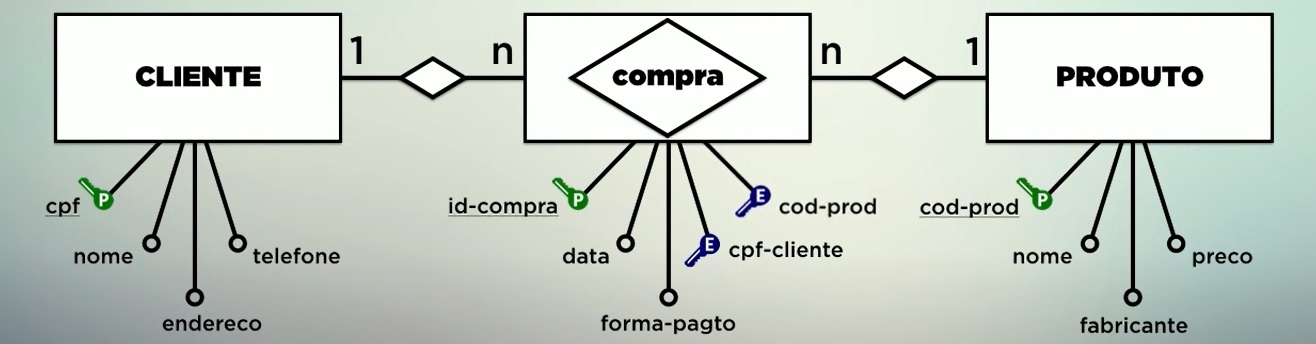 CLIENTE
1
n
compra
n
1
PRODUTO
P
cpf
nome
endereco
telefone
P
id-compra
data
forma-pagto
E
cpf-cliente
E
cod-prod
P
cod-prod
nome
fabricante
preco